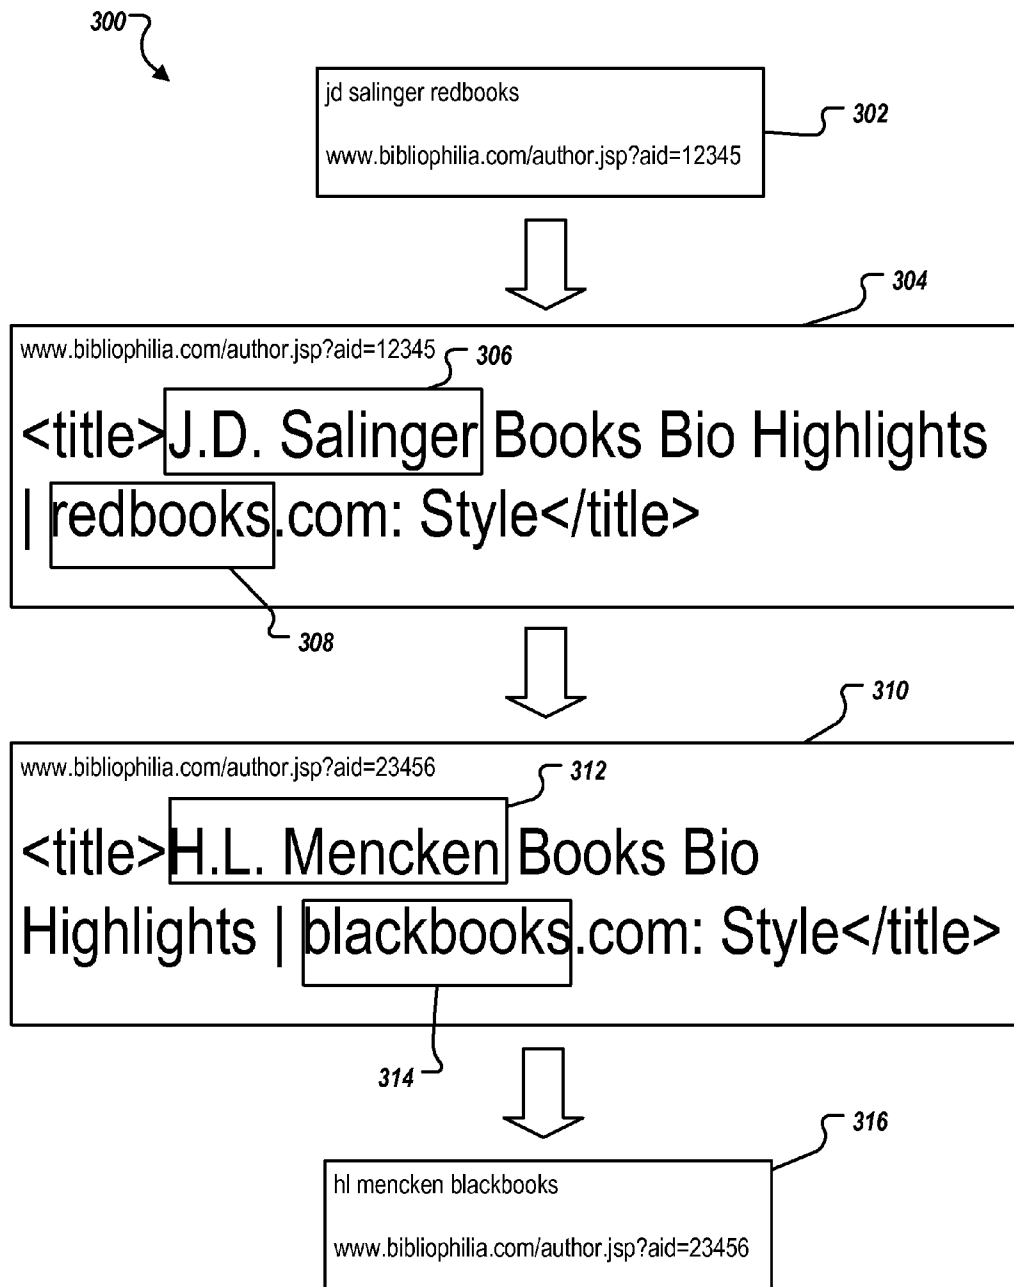 300
jd salinger redbooks
302
www.bibliophilia.com/author.jsp?aid=12345
304
www.bibliophilia.com/author.jsp?aid=12345
306
<title>J.D. Salinger Books Bio Highlights
| redbooks.com: Style</title>
308
310
www.bibliophilia.com/author.jsp?aid=23456
312
<title>H.L. Mencken Books Bio
Highlights | blackbooks.com: Style</title>
314
316
hl mencken blackbooks
www.bibliophilia.com/author.jsp?aid=23456